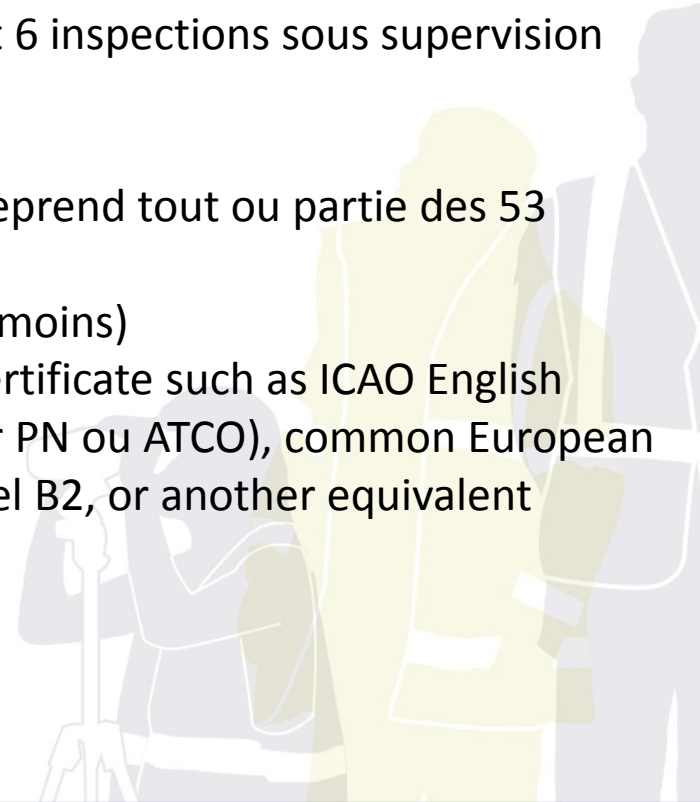 6 inspections sous supervision
eprend tout ou partie des 53
moins)
ertificate such as ICAO English
PN ou ATCO), common European
el B2, or another equivalent